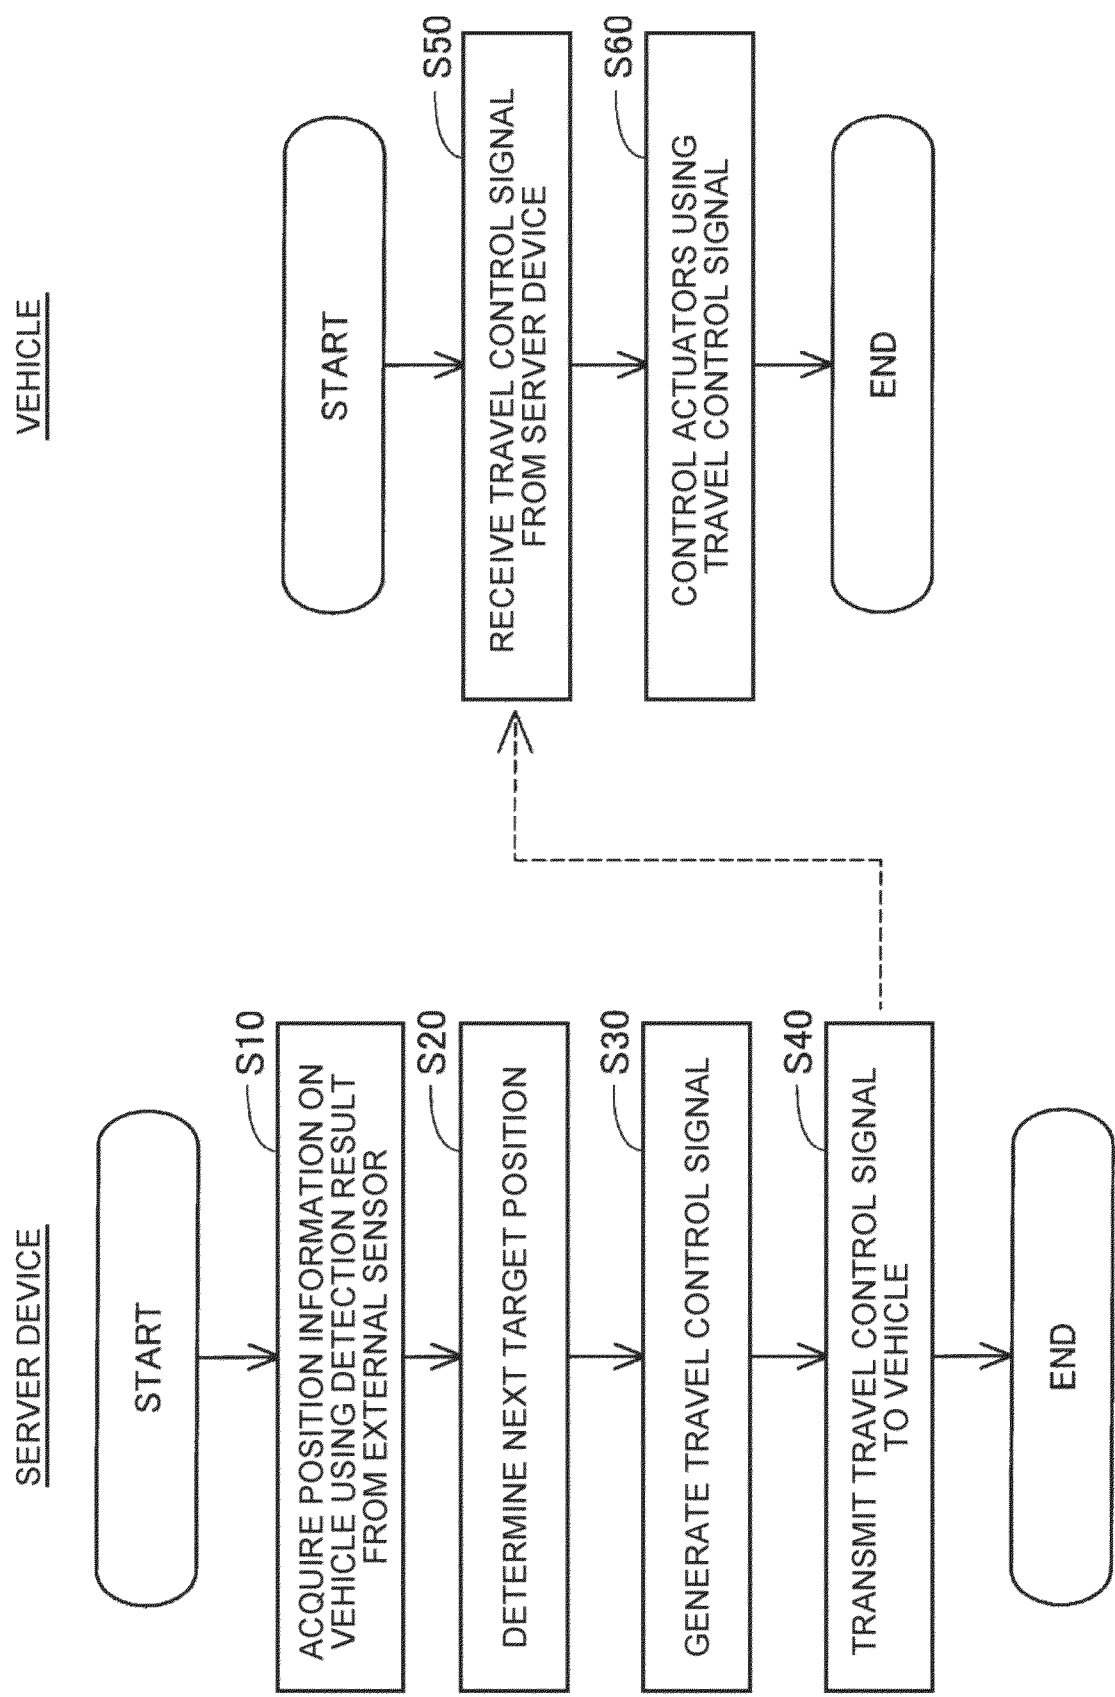 SERVER DEVICE
START
S10
ACQUIRE POSITION INFORMATION ON
VEHICLE USING DETECTION RESULT
FROM EXTERNAL SENSOR
S20
DETERMINE NEXT TARGET POSITION
S30
GENERATE TRAVEL CONTROL SIGNAL
S40
TRANSMIT TRAVEL CONTROL SIGNAL
TO VEHICLE
END
VEHICLE
START
S50
RECEIVE TRAVEL CONTROL SIGNAL
FROM SERVER DEVICE
S60
CONTROL ACTUATORS USING
TRAVEL CONTROL SIGNAL
END